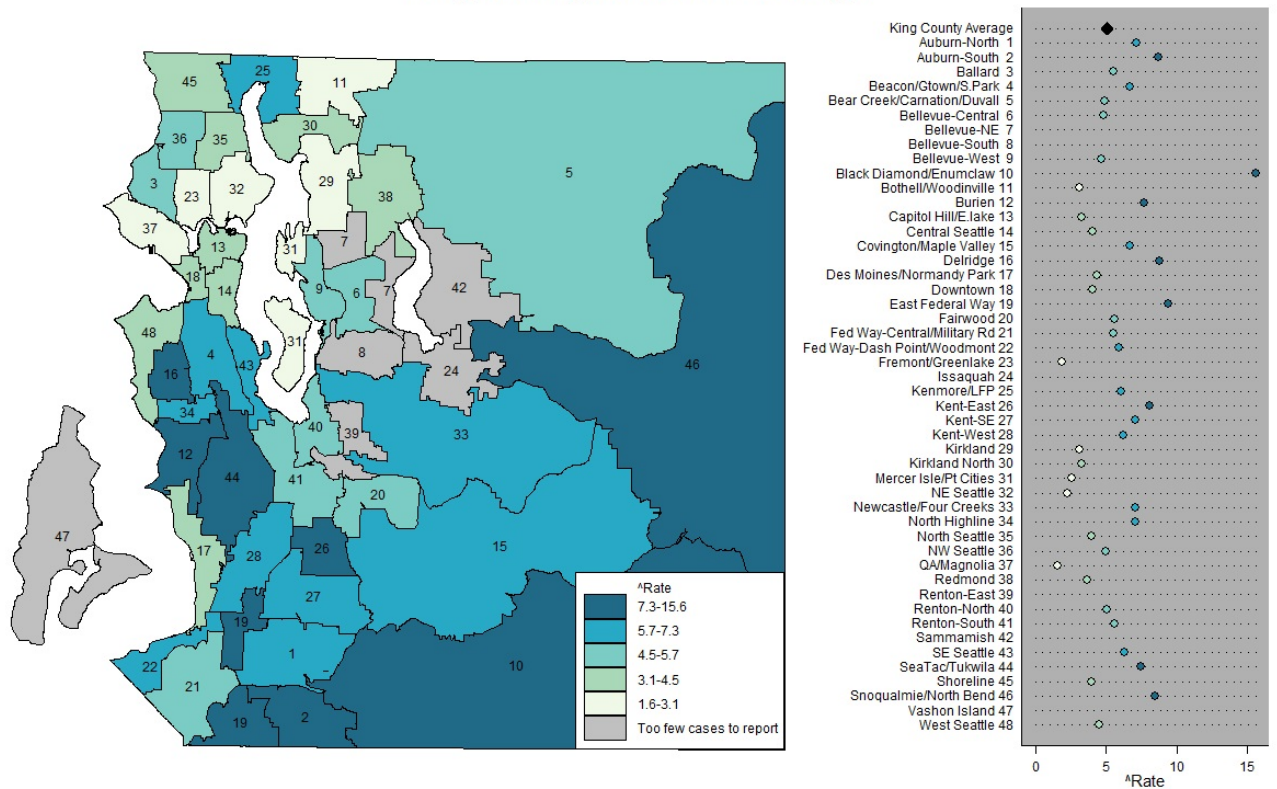 45
25
11
36
35
30
3
23
32
29
38
5
37
13
31
7
18
14
9
6
7
42
48
4
43
31
8
24
46
16
34
40
39
33
12
44
41
20
47
17
28
26
15
27
19
1
22
21
10
19
2
^Rate
7.3-15.6
5.7-7.3
4.5-5.7
3.1-4.5
1.6-3.1
Too few cases to report
King County Average
Auburn-North 1
Auburn-South 2
Ballard 3
Beacon/Gtown/S.Park 4
Bear Creek/Carnation/Duvall 5
Bellevue-Central 6
Bellevue-NE 7
Bellevue-South 8
Bellevue-West 9
Black Diamond/Enumclaw 10
Bothell/Woodinville 11
Burien 12
Capitol Hill/E.lake 13
Central Seattle 14
Covington/Maple Valley 15
Delridge 16
Des Moines/Normandy Park 17
Downtown 18
East Federal Way 19
Fairwood 20
Fed Way-Central/Military Rd 21
Fed Way-Dash Point/Woodmont 22
Fremont/Greenlake 23
Issaquah 24
Kenmore/LFP 25
Kent-East 26
Kent-SE 27
Kent-West 28
Kirkland 29
Kirkland North 30
Mercer Isle/Pt Cities 31
NE Seattle 32
Newcastle/Four Creeks 33
North Highline 34
North Seattle 35
NW Seattle 36
QA/Magnolia 37
Redmond 38
Renton-East 39
Renton-North 40
Renton-South 41
Sammamish 42
SE Seattle 43
SeaTac/Tukwila 44
Shoreline 45
Snoqualmie/North Bend 46
Vashon Island 47
West Seattle 48
0 5 10 15
^Rate